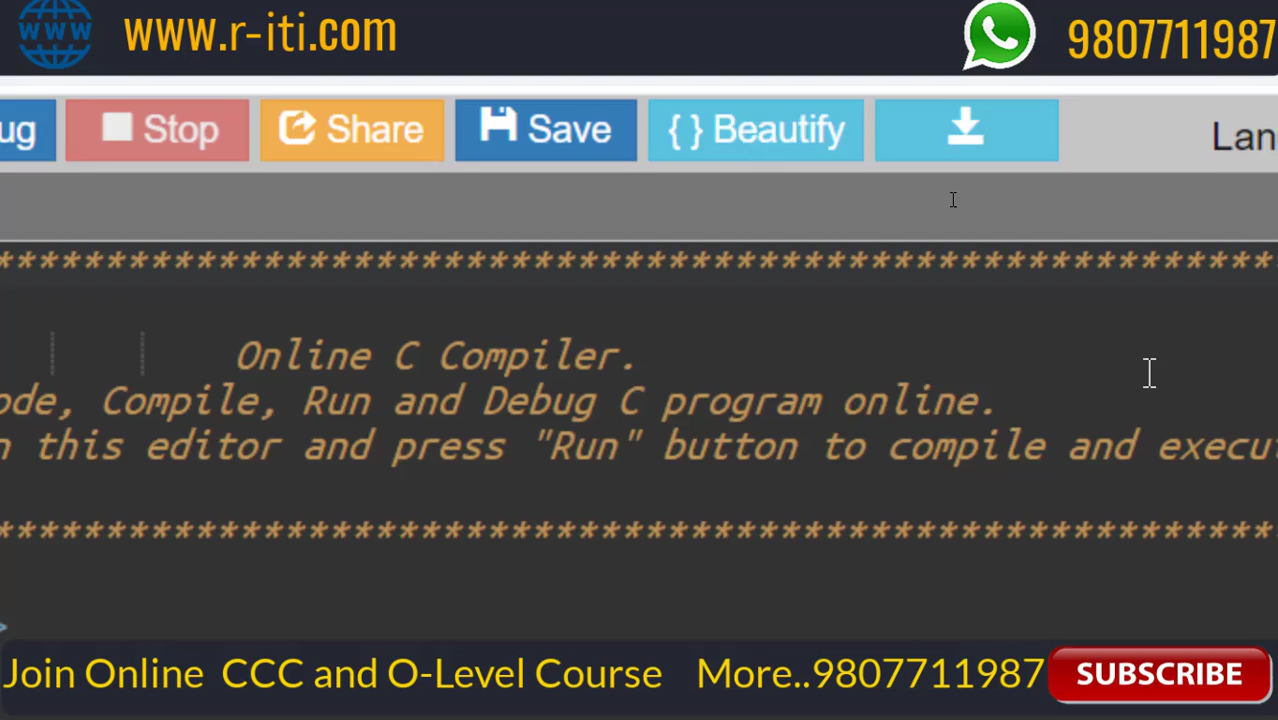 www.r-iti.com
9807711987
ug Stop Share Save { } Beautify Lan
*************************************************************************
Online C Compiler.
ode, Compile, Run and Debug C program online.
n this editor and press "Run" button to compile and execu
*************************************************************************
>
Join Online CCC and O-Level Course More..9807711987 SUBSCRIBE